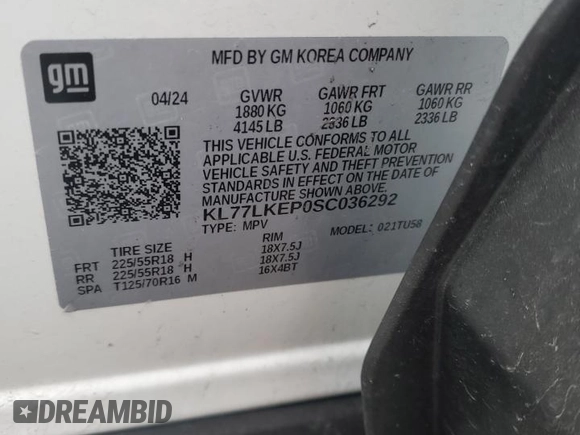 gm
MFD BY GM KOREA COMPANY
04/24 GVWR GAWR FRT GAWR RR
1880 KG 1060 KG 1060 KG
4145 LB 2336 LB 2336 LB
THIS VEHICLE CONFORMS TO ALL
APPLICABLE U.S. FEDERAL MOTOR
VEHICLE SAFETY AND THEFT PREVENTION
STANDARDS IN EFFECT ON THE DATE OF
MANUFACTURE SHOWN ABOVE.
KL77LKEP0SC036292
TYPE: MPV MODEL: 021TU58
TIRE SIZE RIM
FRT 225/55R18 H 18X7.5J
RR 225/55R18 H 18X7.5J
SPA T125/70R16 M 16X4BT
DREAMBID